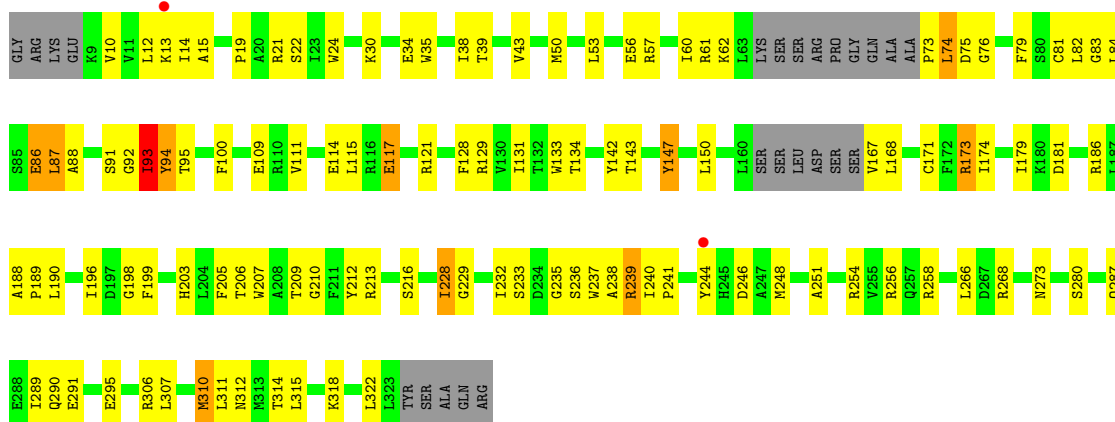 GLY ARG LYS GLU K9 V10 V11 L12 K13 I14 A15 P19 A20 R21 S22 I23 W24 K30 E34 W35 I38 T39 V43 M50 L53 E56 R57 I60 R61 K62 L63 LYS SER SER ARG PRO GLY GLN ALA ALA P73 L74 D75 G76 F79 S80 C81 L82 G83 L84
S85 E86 L87 A88 S91 G92 I93 Y94 T95 F100 E109 R110 V111 E114 L115 R116 E117 R121 F128 R129 V130 I131 T132 W133 T134 Y142 T143 Y147 L150 L160 SER SER LEU ASP SER SER V167 L168 C171 F172 R173 I174 I179 K180 D181 R186 L187
A188 P189 L190 I196 D197 G198 F199 H203 L204 F205 T206 W207 A208 T209 G210 F211 Y212 R213 S216 I228 G229 I232 S233 D234 G235 S236 W237 A238 R239 I240 P241 Y244 H245 D246 A247 M248 A251 R254 V255 R256 Q257 R258 L266 D267 R268 N273 S280 Q287
E288 I289 Q290 E291 E295 R306 L307 M310 L311 N312 M313 T314 L315 K318 L322 L323 TYR SER ALA GLN ARG